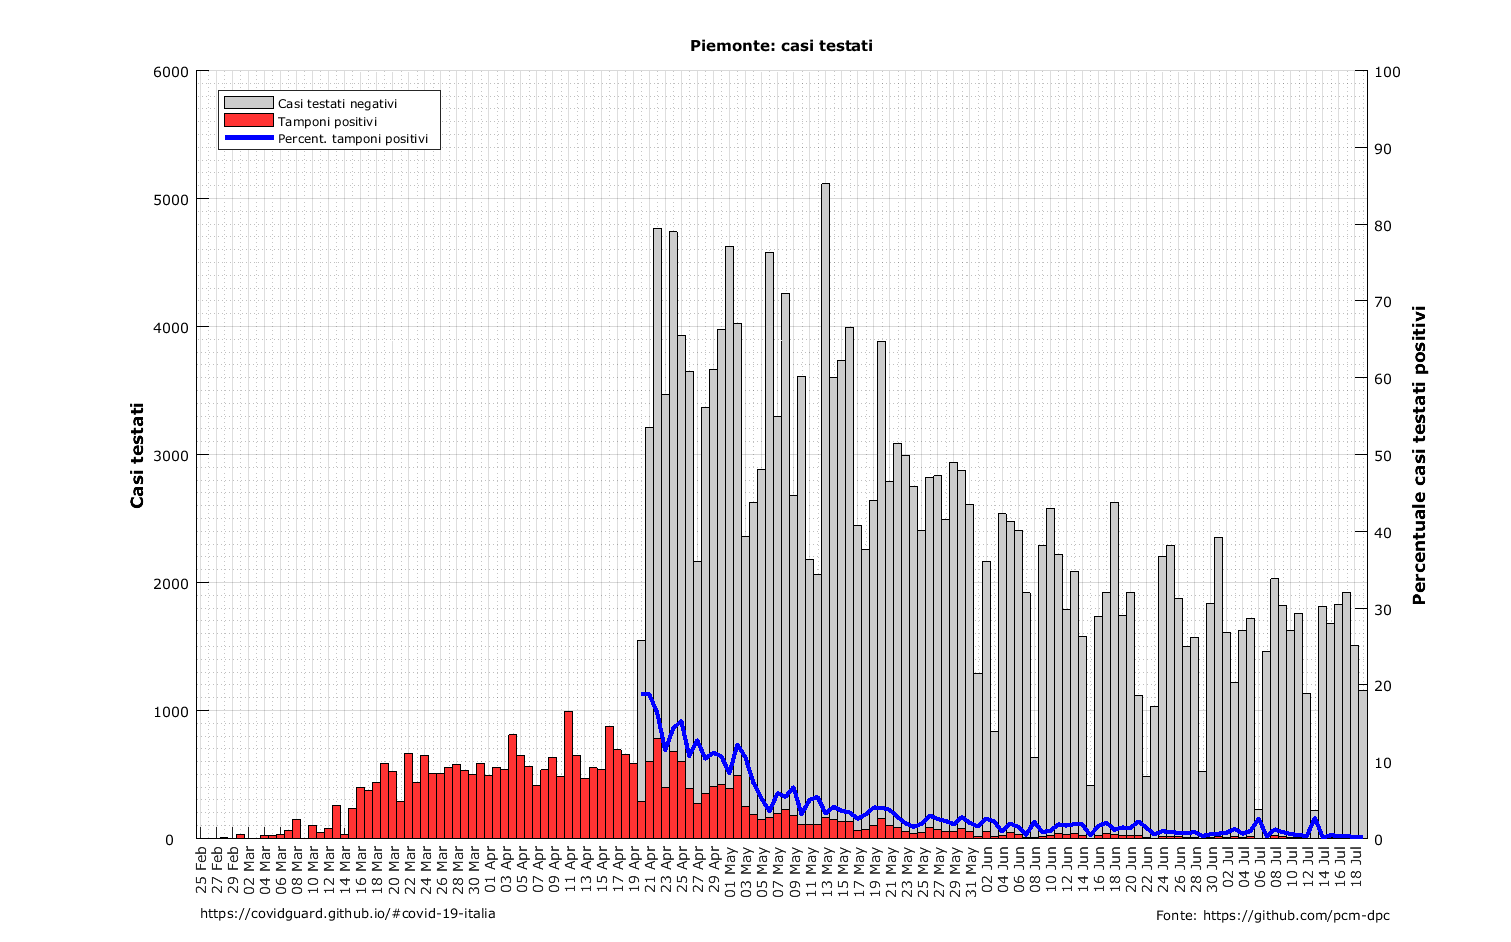 Piemonte: casi testati
6000
5000
4000
3000
2000
1000
0
100
90
80
70
60
50
40
30
20
10
0
Casi testati negativi
Tamponi positivi
Percent. tamponi positivi
Casi testati
Percentuale casi testati positivi
25 Feb
27 Feb
29 Feb
02 Mar
04 Mar
06 Mar
08 Mar
10 Mar
12 Mar
14 Mar
16 Mar
18 Mar
20 Mar
22 Mar
24 Mar
26 Mar
28 Mar
30 Mar
01 Apr
03 Apr
05 Apr
07 Apr
09 Apr
11 Apr
13 Apr
15 Apr
17 Apr
19 Apr
21 Apr
23 Apr
25 Apr
27 Apr
29 Apr
01 May
03 May
05 May
07 May
09 May
11 May
13 May
15 May
17 May
19 May
21 May
23 May
25 May
27 May
29 May
31 May
02 Jun
04 Jun
06 Jun
08 Jun
10 Jun
12 Jun
14 Jun
16 Jun
18 Jun
20 Jun
22 Jun
24 Jun
26 Jun
28 Jun
30 Jun
02 Jul
04 Jul
06 Jul
08 Jul
10 Jul
12 Jul
14 Jul
16 Jul
18 Jul
https://covidguard.github.io/#covid-19-italia
Fonte: https://github.com/pcm-dpc